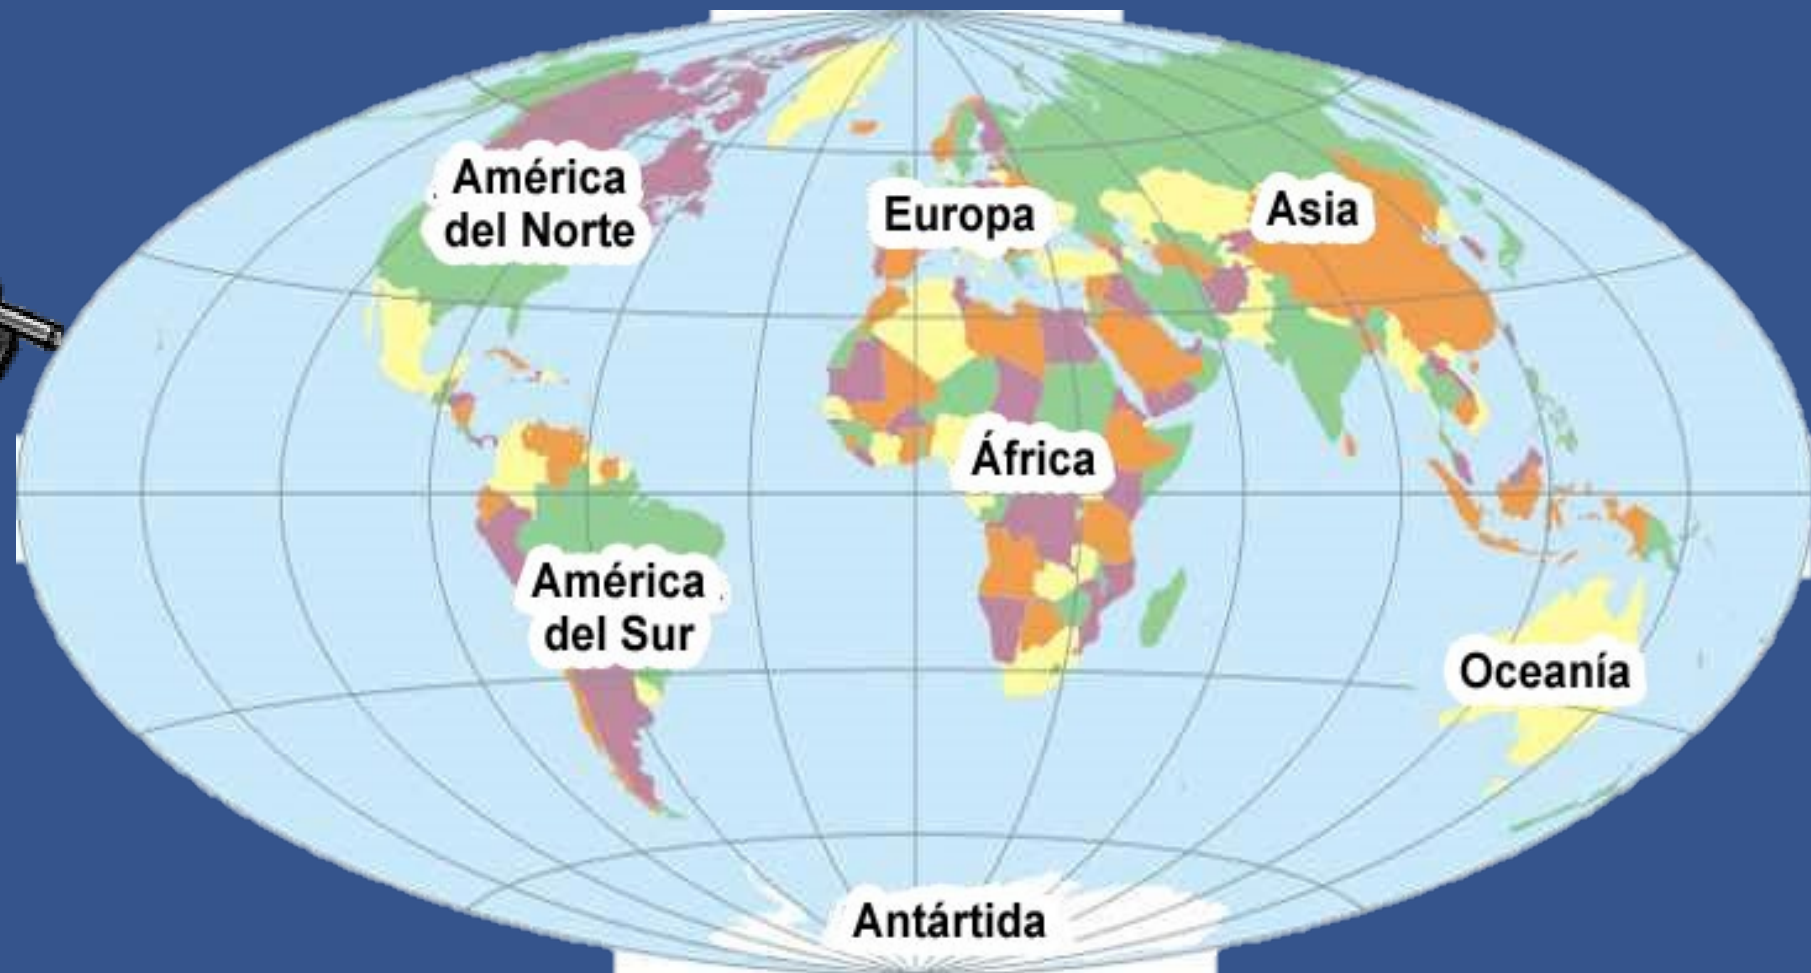 América
del Norte
Europa
Asia
África
América
del Sur
Oceanía
Antártida